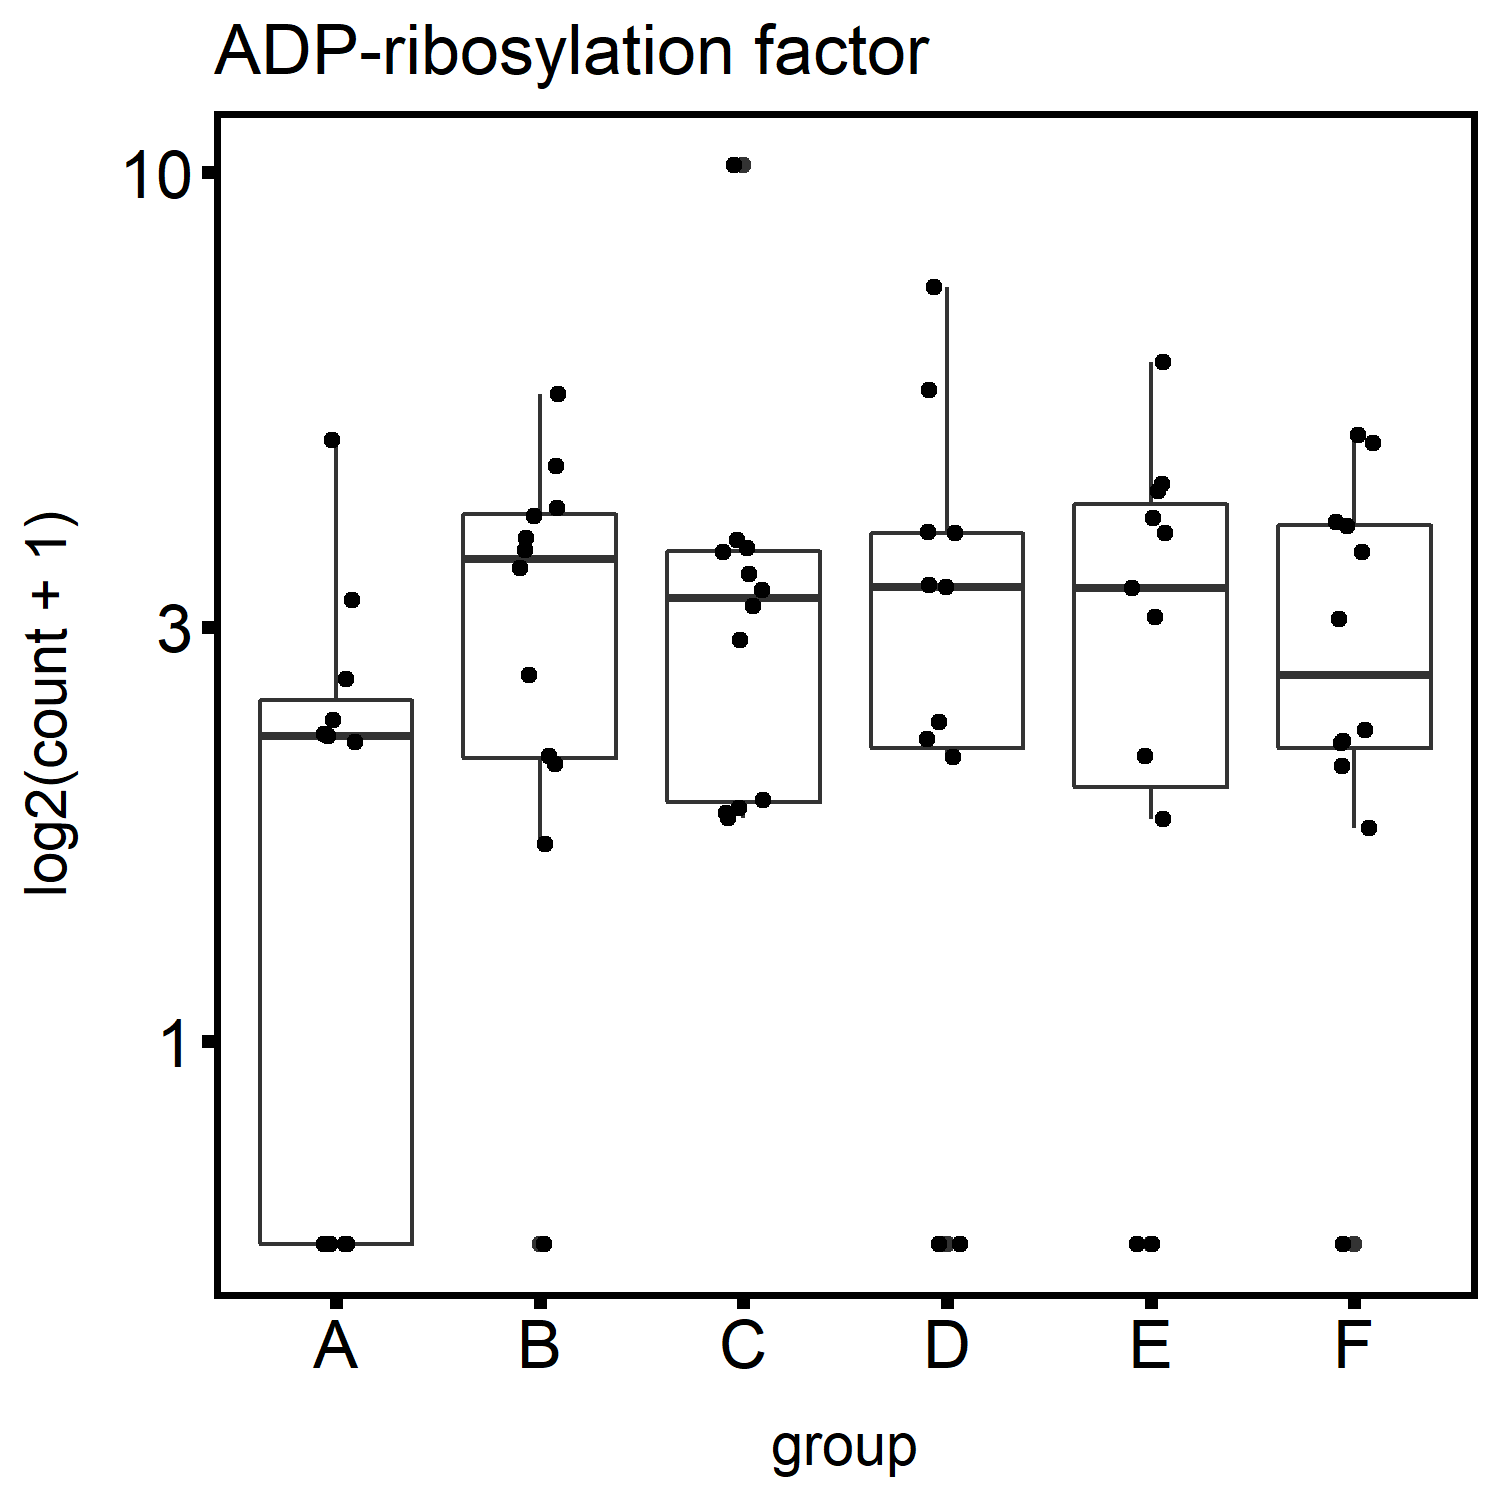 ADP-ribosylation factor
log2(count + 1)
10
3
1
A B C D E F
group